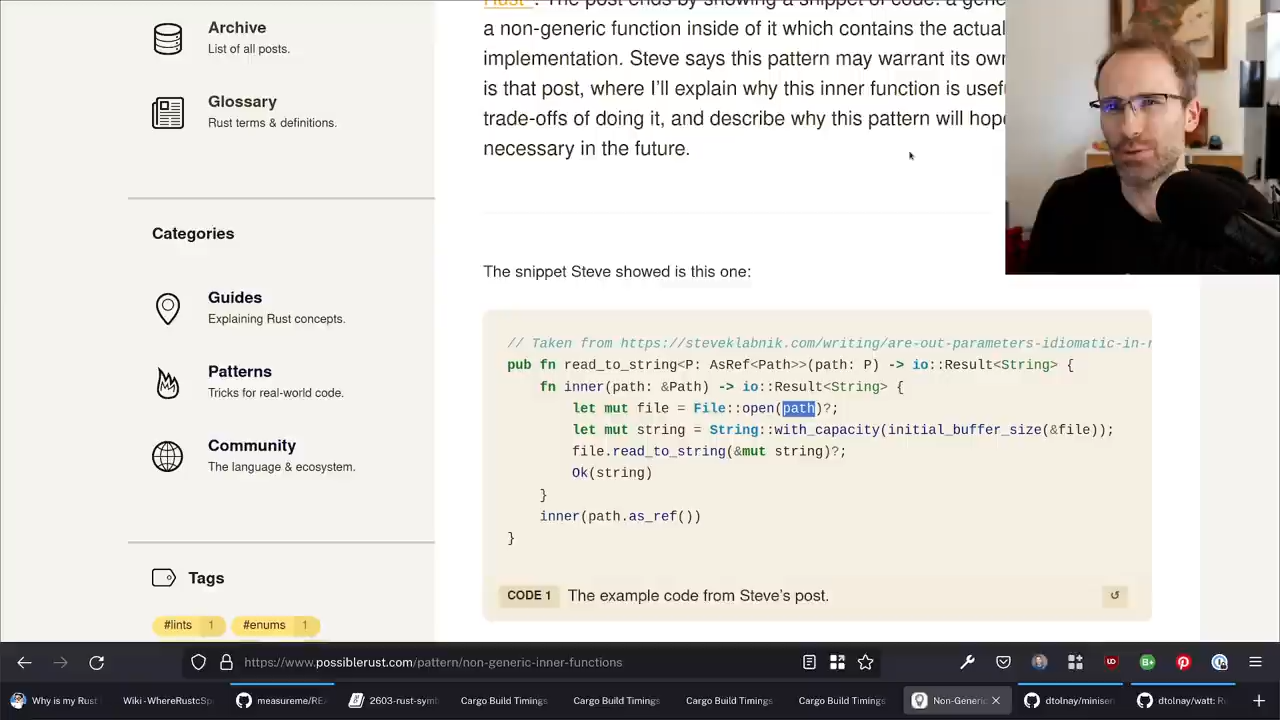 Archive
List of all posts.
Glossary
Rust terms & definitions.
Categories
Guides
Explaining Rust concepts.
Patterns
Tricks for real-world code.
Community
The language & ecosystem.
Tags
#lints 1
#enums 1
Rust". The post ends by showing a snippet of code: a
a non-generic function inside of it which contains the actual
implementation. Steve says this pattern may warrant its
is that post, where I'll explain why this inner function is
trade-offs of doing it, and describe why this pattern will
necessary in the future.
The snippet Steve showed is this one:
// Taken from https://steveklabnik.com/writing/are-out-parameters-idiomatic-in-
pub fn read_to_string<P: AsRef<Path>>(path: P) -> io::Result<String> {
fn inner(path: &Path) -> io::Result<String> {
let mut file = File::open(path)?;
let mut string = String::with_capacity(initial_buffer_size(&file));
file.read_to_string(&mut string)?;
Ok(string)
}
inner(path.as_ref())
}
CODE 1 The example code from Steve's post.
https://www.possiblerust.com/pattern/non-generic-inner-functions
Why is my Rust
Wiki - WhereRustcSp
measureme/RE
2603-rust-sym
Cargo Build Timings
Cargo Build Timings
Cargo Build Timings
Cargo Build Timings
Non-Generic
dtolnay/minise
dtolnay/watt: R